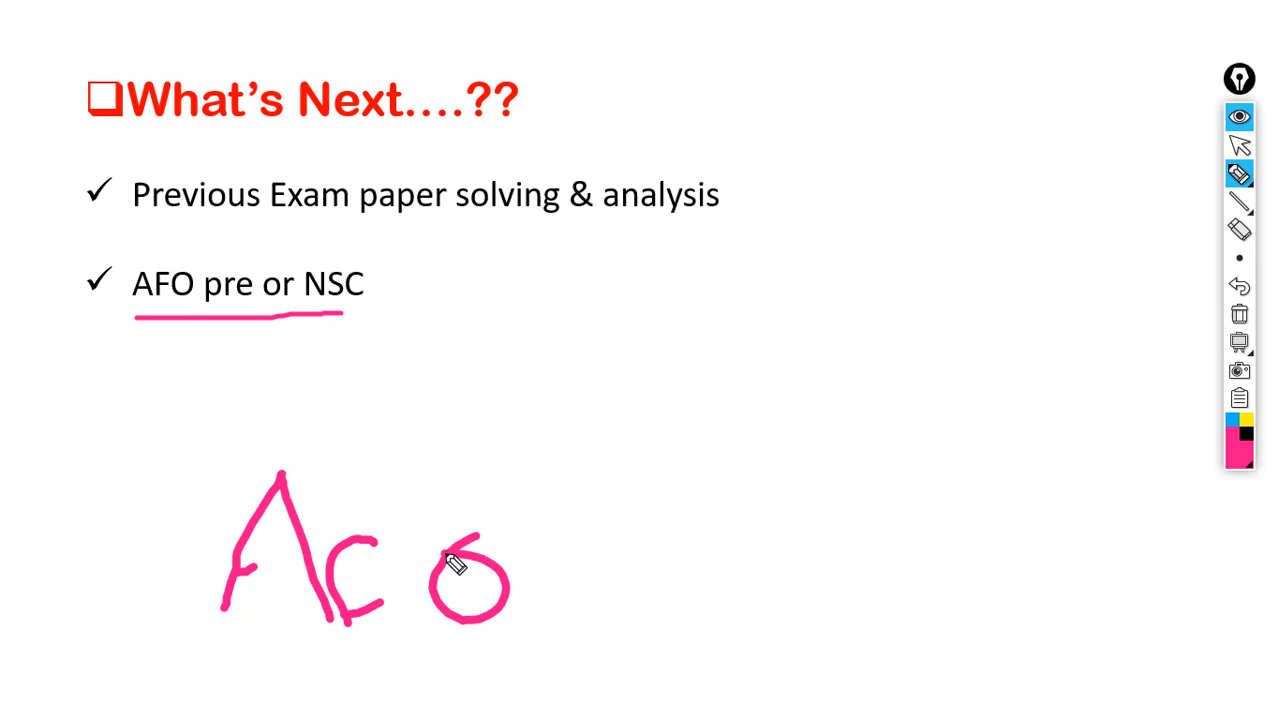 What's Next....??
Previous Exam paper solving & analysis
AFO pre or NSC
Aco